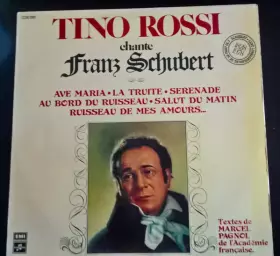 TINO ROSSI
chante
Franz Schubert
AVE MARIA • LA TRUITE • SERENADE
AU BORD DU RUISSEAU • SALUT DU MATIN
RUISSEAU DE MES AMOURS...
Textes de
MARCEL
PAGNOL
de l'Académie
française.
EMI